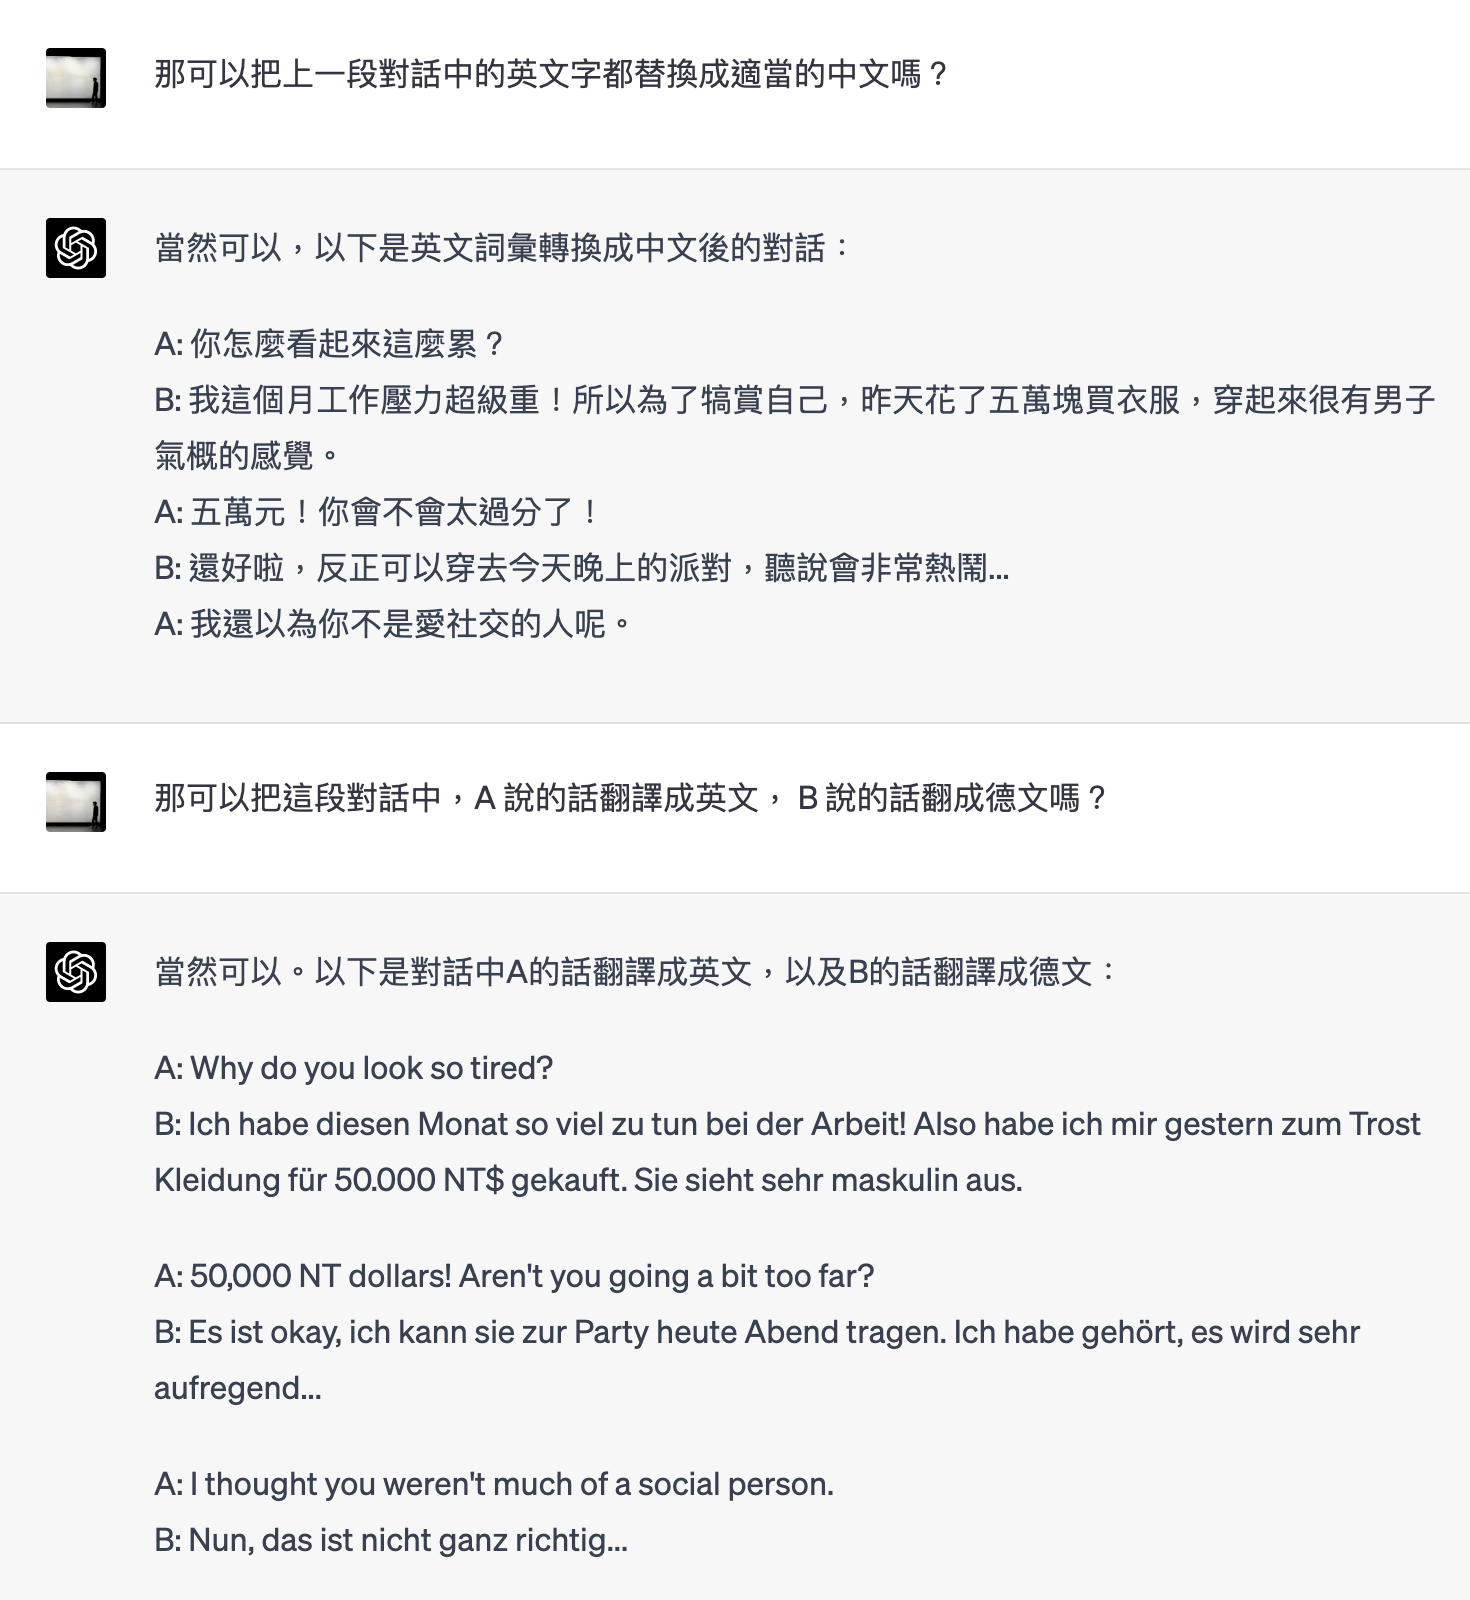 那可以把上一段對話中的英文字都替換成適當的中文嗎？
當然可以，以下是英文詞彙轉換成中文後的對話：
A: 你怎麼看起來這麼累？
B: 我這個月工作壓力超級重！所以為了犒賞自己，昨天花了五萬塊買衣服，穿起來很有男子
氣概的感覺。
A: 五萬元！你會不會太過分了！
B: 還好啦，反正可以穿去今天晚上的派對，聽說會非常熱鬧...
A: 我還以為你不是愛社交的人呢。
那可以把這段對話中，A 說的話翻譯成英文， B 說的話翻成德文嗎？
當然可以。以下是對話中A的話翻譯成英文，以及B的話翻譯成德文：
A: Why do you look so tired?
B: Ich habe diesen Monat so viel zu tun bei der Arbeit! Also habe ich mir gestern zum Trost
Kleidung für 50.000 NT$ gekauft. Sie sieht sehr maskulin aus.
A: 50,000 NT dollars! Aren't you going a bit too far?
B: Es ist okay, ich kann sie zur Party heute Abend tragen. Ich habe gehört, es wird sehr
aufregend...
A: I thought you weren't much of a social person.
B: Nun, das ist nicht ganz richtig...